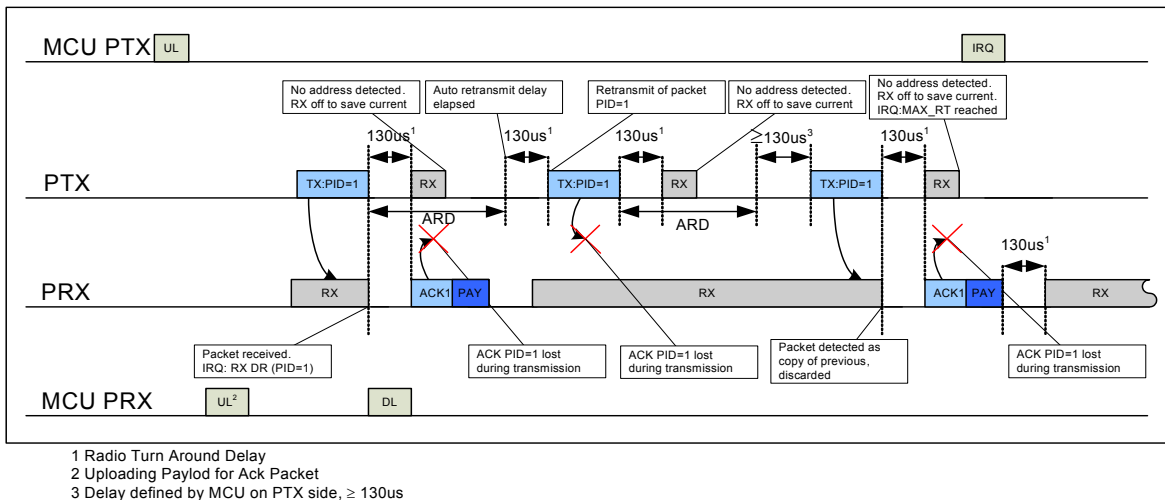 MCU PTX
UL
IRQ
No address detected.
RX off to save current
Auto retransmit delay
elapsed
Retransmit of packet
PID=1
No address detected.
RX off to save current
No address detected.
RX off to save current.
IRQ:MAX_RT reached
130us¹
130us¹
130us¹
≥130us³
130us¹
PTX
TX:PID=1
RX
TX:PID=1
RX
TX:PID=1
RX
ARD
ARD
130us¹
PRX
RX
ACK1
PAY
RX
ACK1
PAY
RX
Packet received.
IRQ: RX DR (PID=1)
ACK PID=1 lost
during transmission
ACK PID=1 lost
during transmission
Packet detected as
copy of previous,
discarded
ACK PID=1 lost
during transmission
MCU PRX
UL²
DL
1 Radio Turn Around Delay
2 Uploading Paylod for Ack Packet
3 Delay defined by MCU on PTX side, ≥ 130us